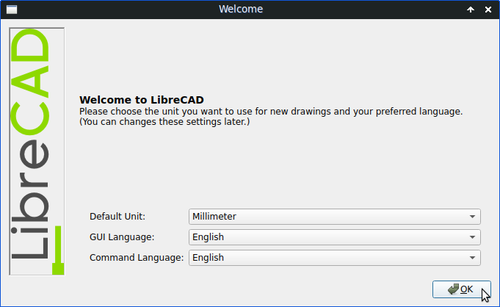 Welcome
LibreCAD
Welcome to LibreCAD
Please choose the unit you want to use for new drawings and your preferred language.
(You can changes these settings later.)
Default Unit: Millimeter
GUI Language: English
Command Language: English
OK